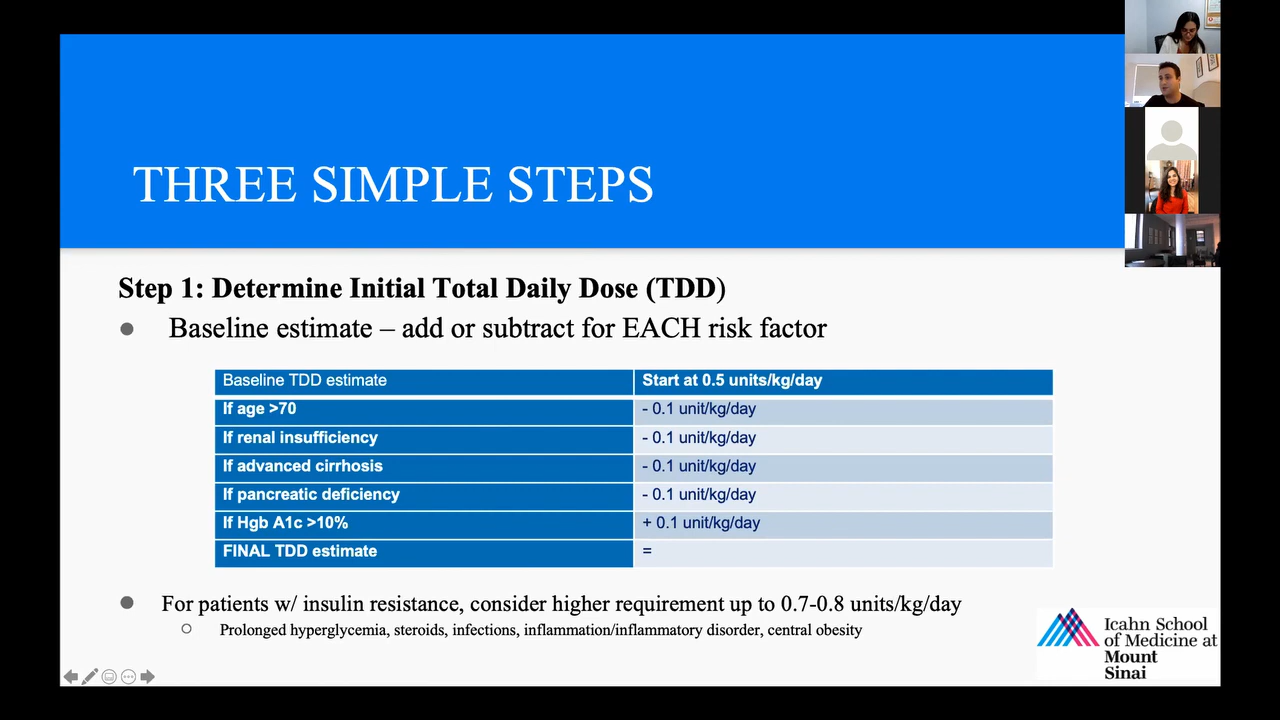 THREE SIMPLE STEPS
Step 1: Determine Initial Total Daily Dose (TDD)
Baseline estimate – add or subtract for EACH risk factor
Baseline TDD estimate Start at 0.5 units/kg/day
If age >70 - 0.1 unit/kg/day
If renal insufficiency - 0.1 unit/kg/day
If advanced cirrhosis - 0.1 unit/kg/day
If pancreatic deficiency - 0.1 unit/kg/day
If Hgb A1c >10% + 0.1 unit/kg/day
FINAL TDD estimate =
For patients w/ insulin resistance, consider higher requirement up to 0.7-0.8 units/kg/day
Prolonged hyperglycemia, steroids, infections, inflammation/inflammatory disorder, central obesity
Icahn School
of Medicine at
Mount
Sinai